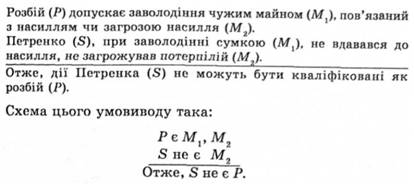 Розбій (P) допускає заволодіння чужим майном (M₁), пов’язаний
з насиллям чи загрозою насилля (M₂).
Петренко (S), при заволодінні сумкою (M₁), не вдавався до
насилля, не загрожував потерпілій (M₂).
Отже, дії Петренка (S) не можуть бути кваліфіковані як
розбій (P).
Схема цього умовиводу така:
P є M₁, M₂
S не є M₂
Отже, S не є P.